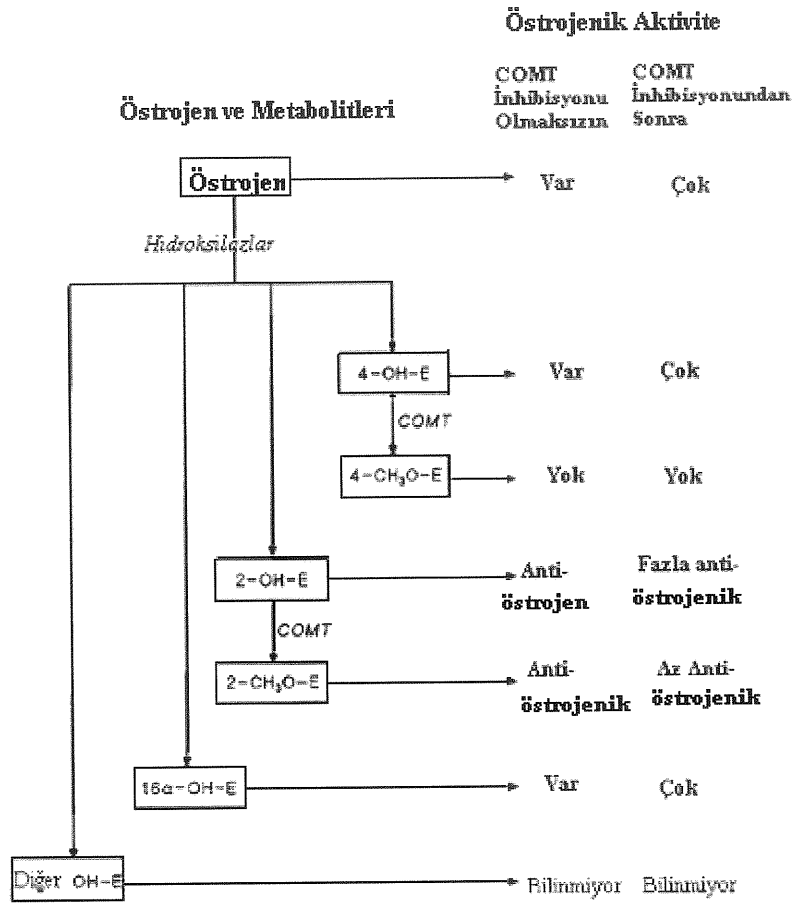 Östrojenik Aktivite
COMT İnhibisyonu Olmaksızın
COMT İnhibisyonundan Sonra
Östrojen ve Metabolitleri
Östrojen
Var
Çok
Hidroksilazlar
4-OH-E
Var
Çok
COMT
4-CH₃O-E
Yok
Yok
2-OH-E
Anti-
östrojen
Fazla anti-
östrojenik
COMT
2-CH₃O-E
Anti-
östrojenik
Az Anti-
östrojenik
16α-OH-E
Var
Çok
Diğer OH-E
Bilinmiyor
Bilinmiyor